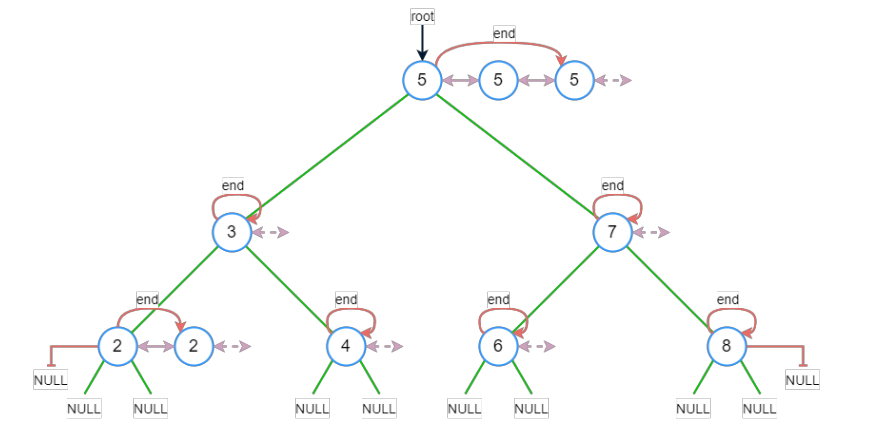 root
end
5 5 5
end end
3 7
end end end end
2 2 4 6 8
NULL NULL
NULL NULL NULL NULL NULL NULL NULL NULL